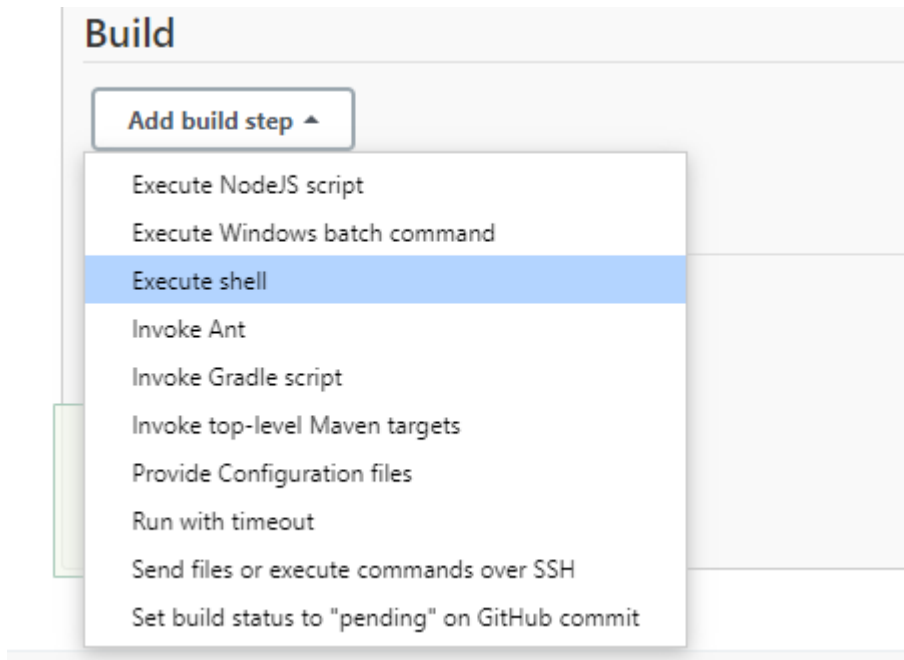 Build
Add build step
Execute NodeJS script
Execute Windows batch command
Execute shell
Invoke Ant
Invoke Gradle script
Invoke top-level Maven targets
Provide Configuration files
Run with timeout
Send files or execute commands over SSH
Set build status to "pending" on GitHub commit